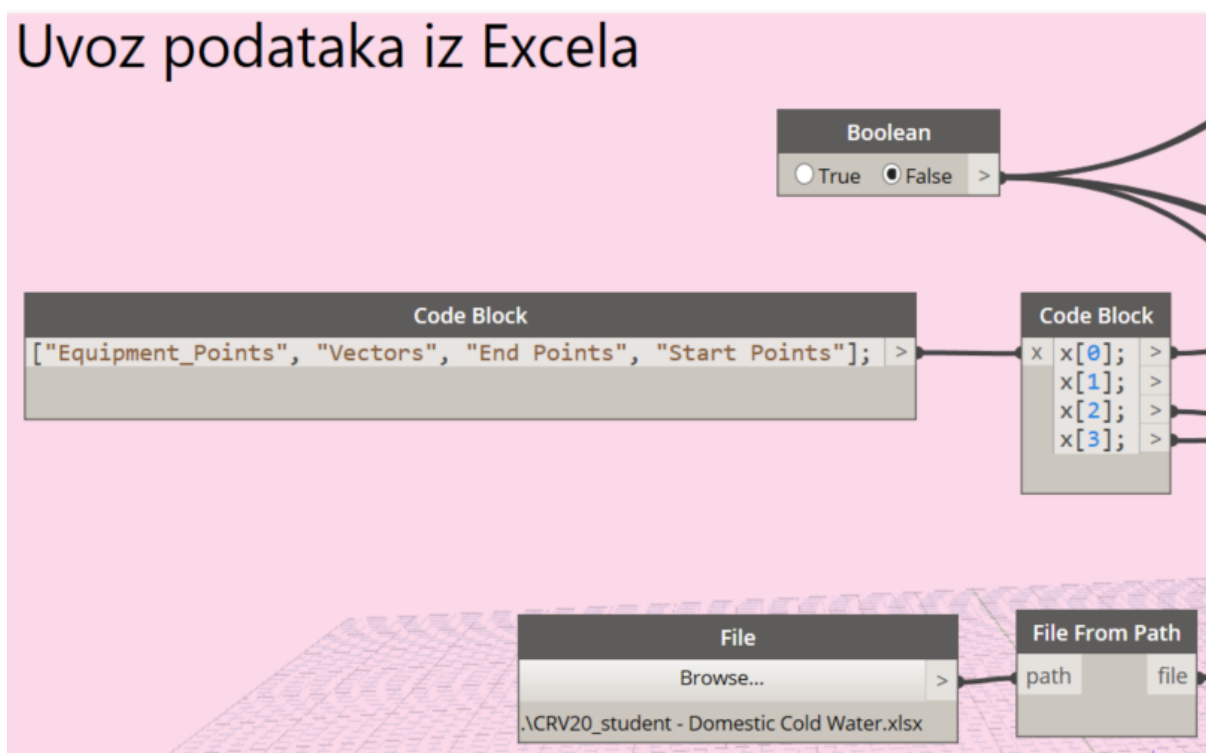 Uvoz podataka iz Excela
Boolean
True False >
Code Block
["Equipment_Points", "Vectors", "End Points", "Start Points"]; >
Code Block
x x[0]; >
x[1]; >
x[2]; >
x[3]; >
File
Browse... >
.\CRV20_student - Domestic Cold Water.xlsx
File From Path
path file